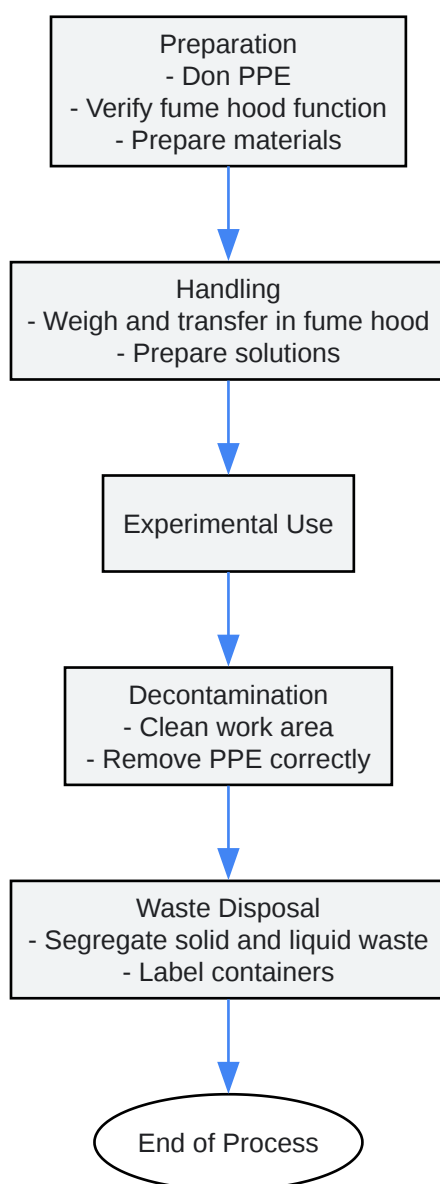 Preparation
- Don PPE
- Verify fume hood function
- Prepare materials
Handling
- Weigh and transfer in fume hood
- Prepare solutions
Experimental Use
Decontamination
- Clean work area
- Remove PPE correctly
Waste Disposal
- Segregate solid and liquid waste
- Label containers
End of Process